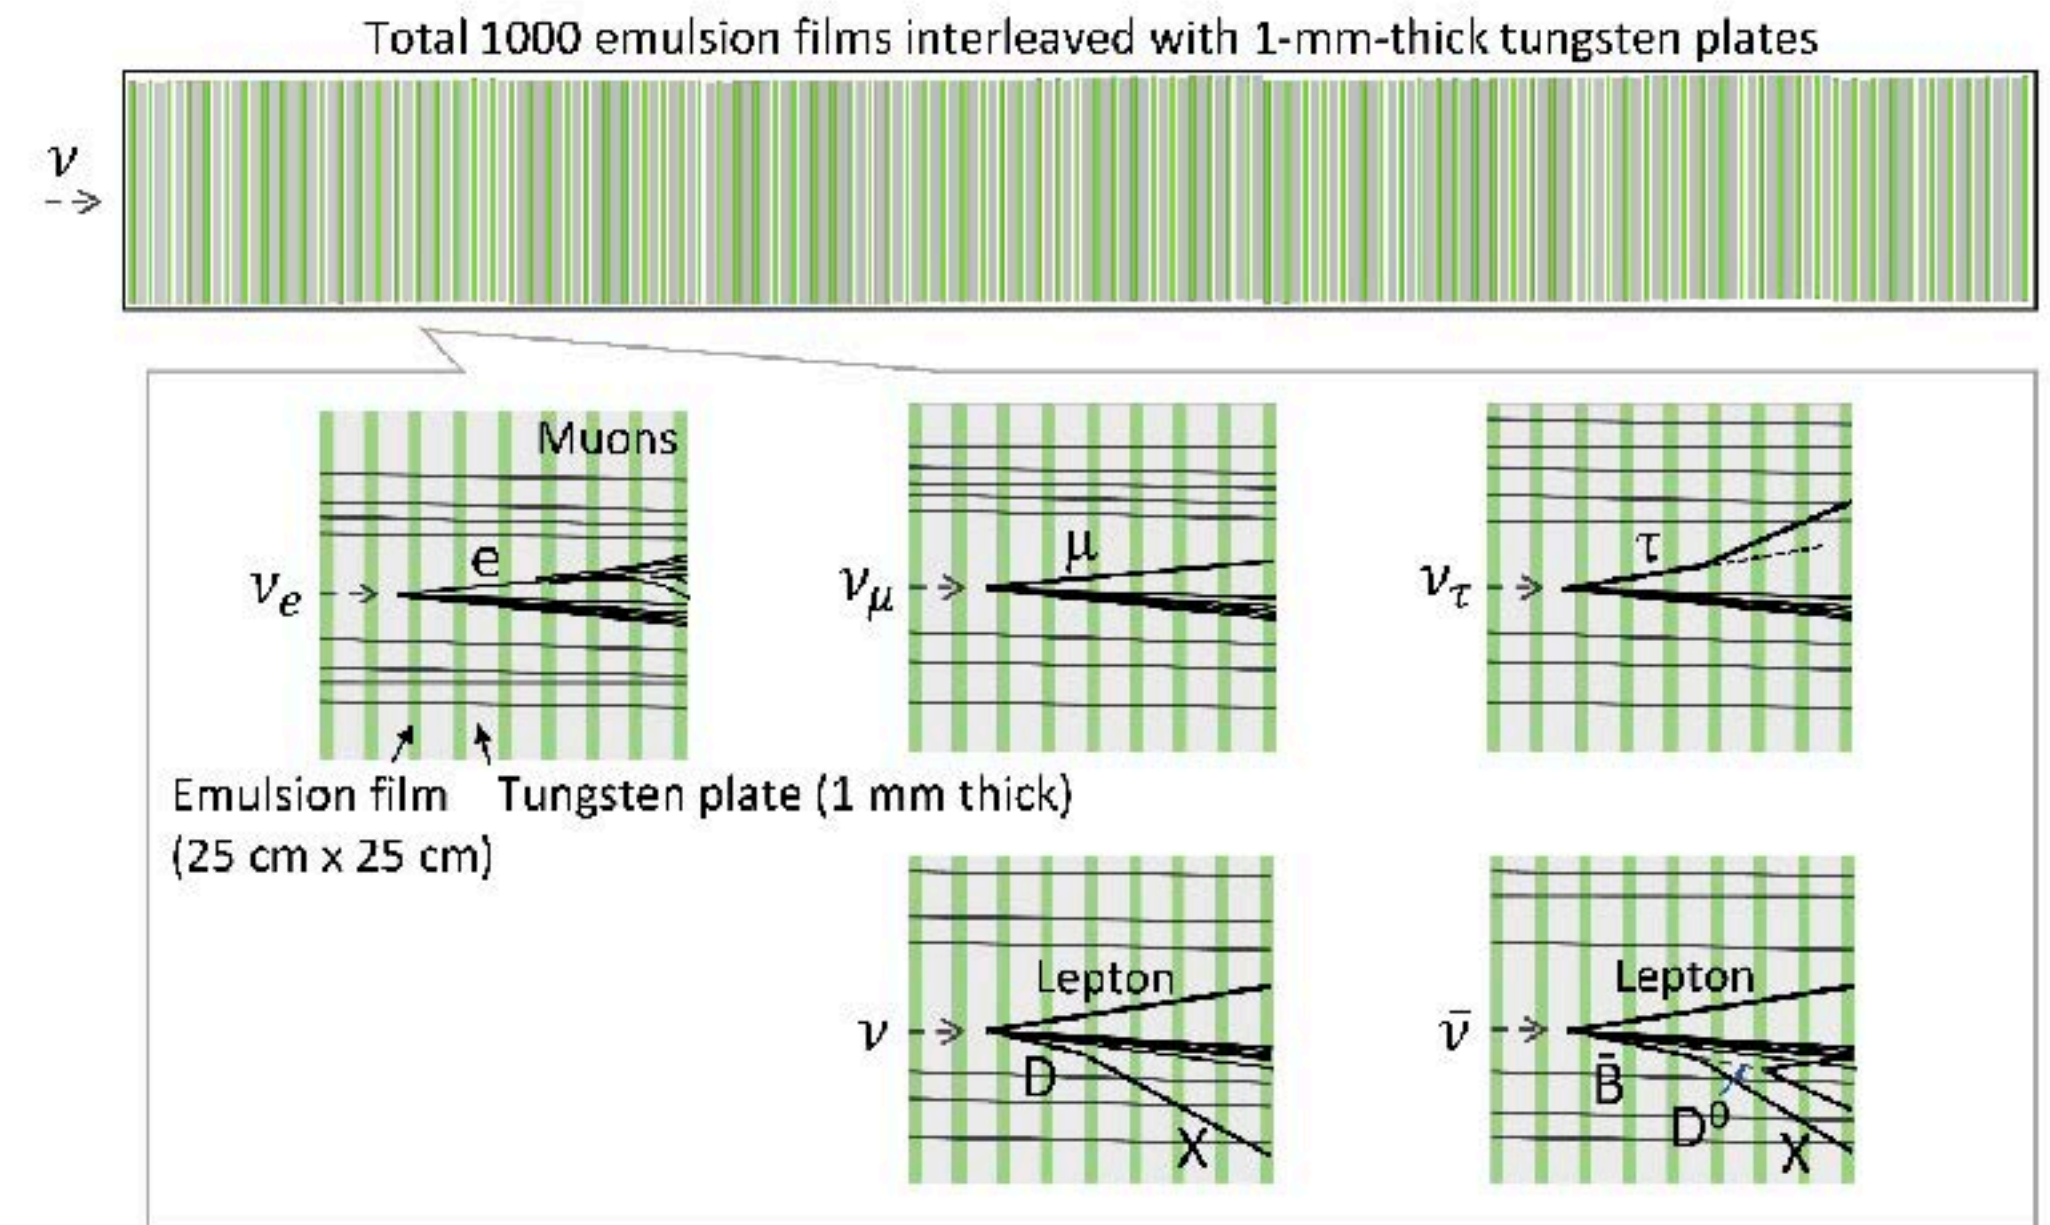 Total 1000 emulsion films interleaved with 1-mm-thick tungsten plates
ν
Muons
e
νe
μ
νμ
τ
ντ
Emulsion film
(25 cm x 25 cm)
Tungsten plate (1 mm thick)
Lepton
ν
D
X
Lepton
ν̄
B̄
D⁰
X